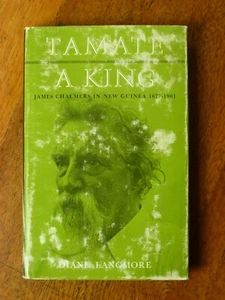 TAMATE
A KING
JAMES CHALMERS IN NEW GUINEA 1877-1901
DIANE LANGMORE